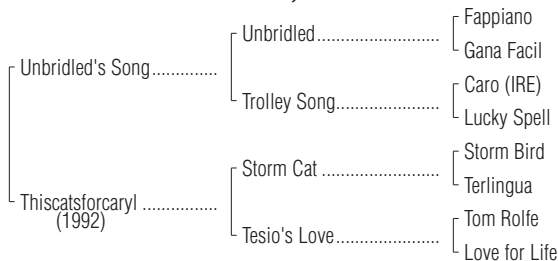 Fappiano
Unbridled..................
Gana Facil
Unbridled's Song.............
Caro (IRE)
Trolley Song...............
Lucky Spell
Storm Bird
Storm Cat .................
Terlingua
Thiscatsforcaryl ...............
(1992)
Tom Rolfe
Tesio's Love...............
Love for Life